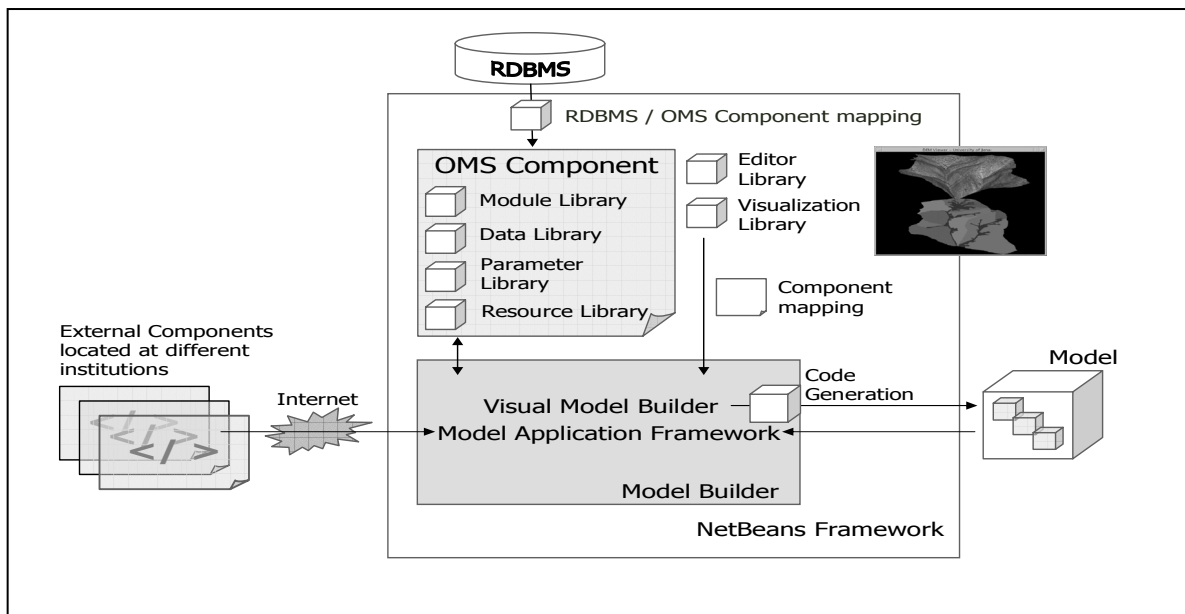 RDBMS
RDBMS / OMS Component mapping
OMS Component
Module Library
Data Library
Parameter
Library
Resource Library
Editor
Library
Visualization
Library
Component
mapping
External Components
located at different
institutions
</>
</>
</>
Internet
Visual Model Builder
Model Application Framework
Model Builder
Code
Generation
Model
NetBeans Framework